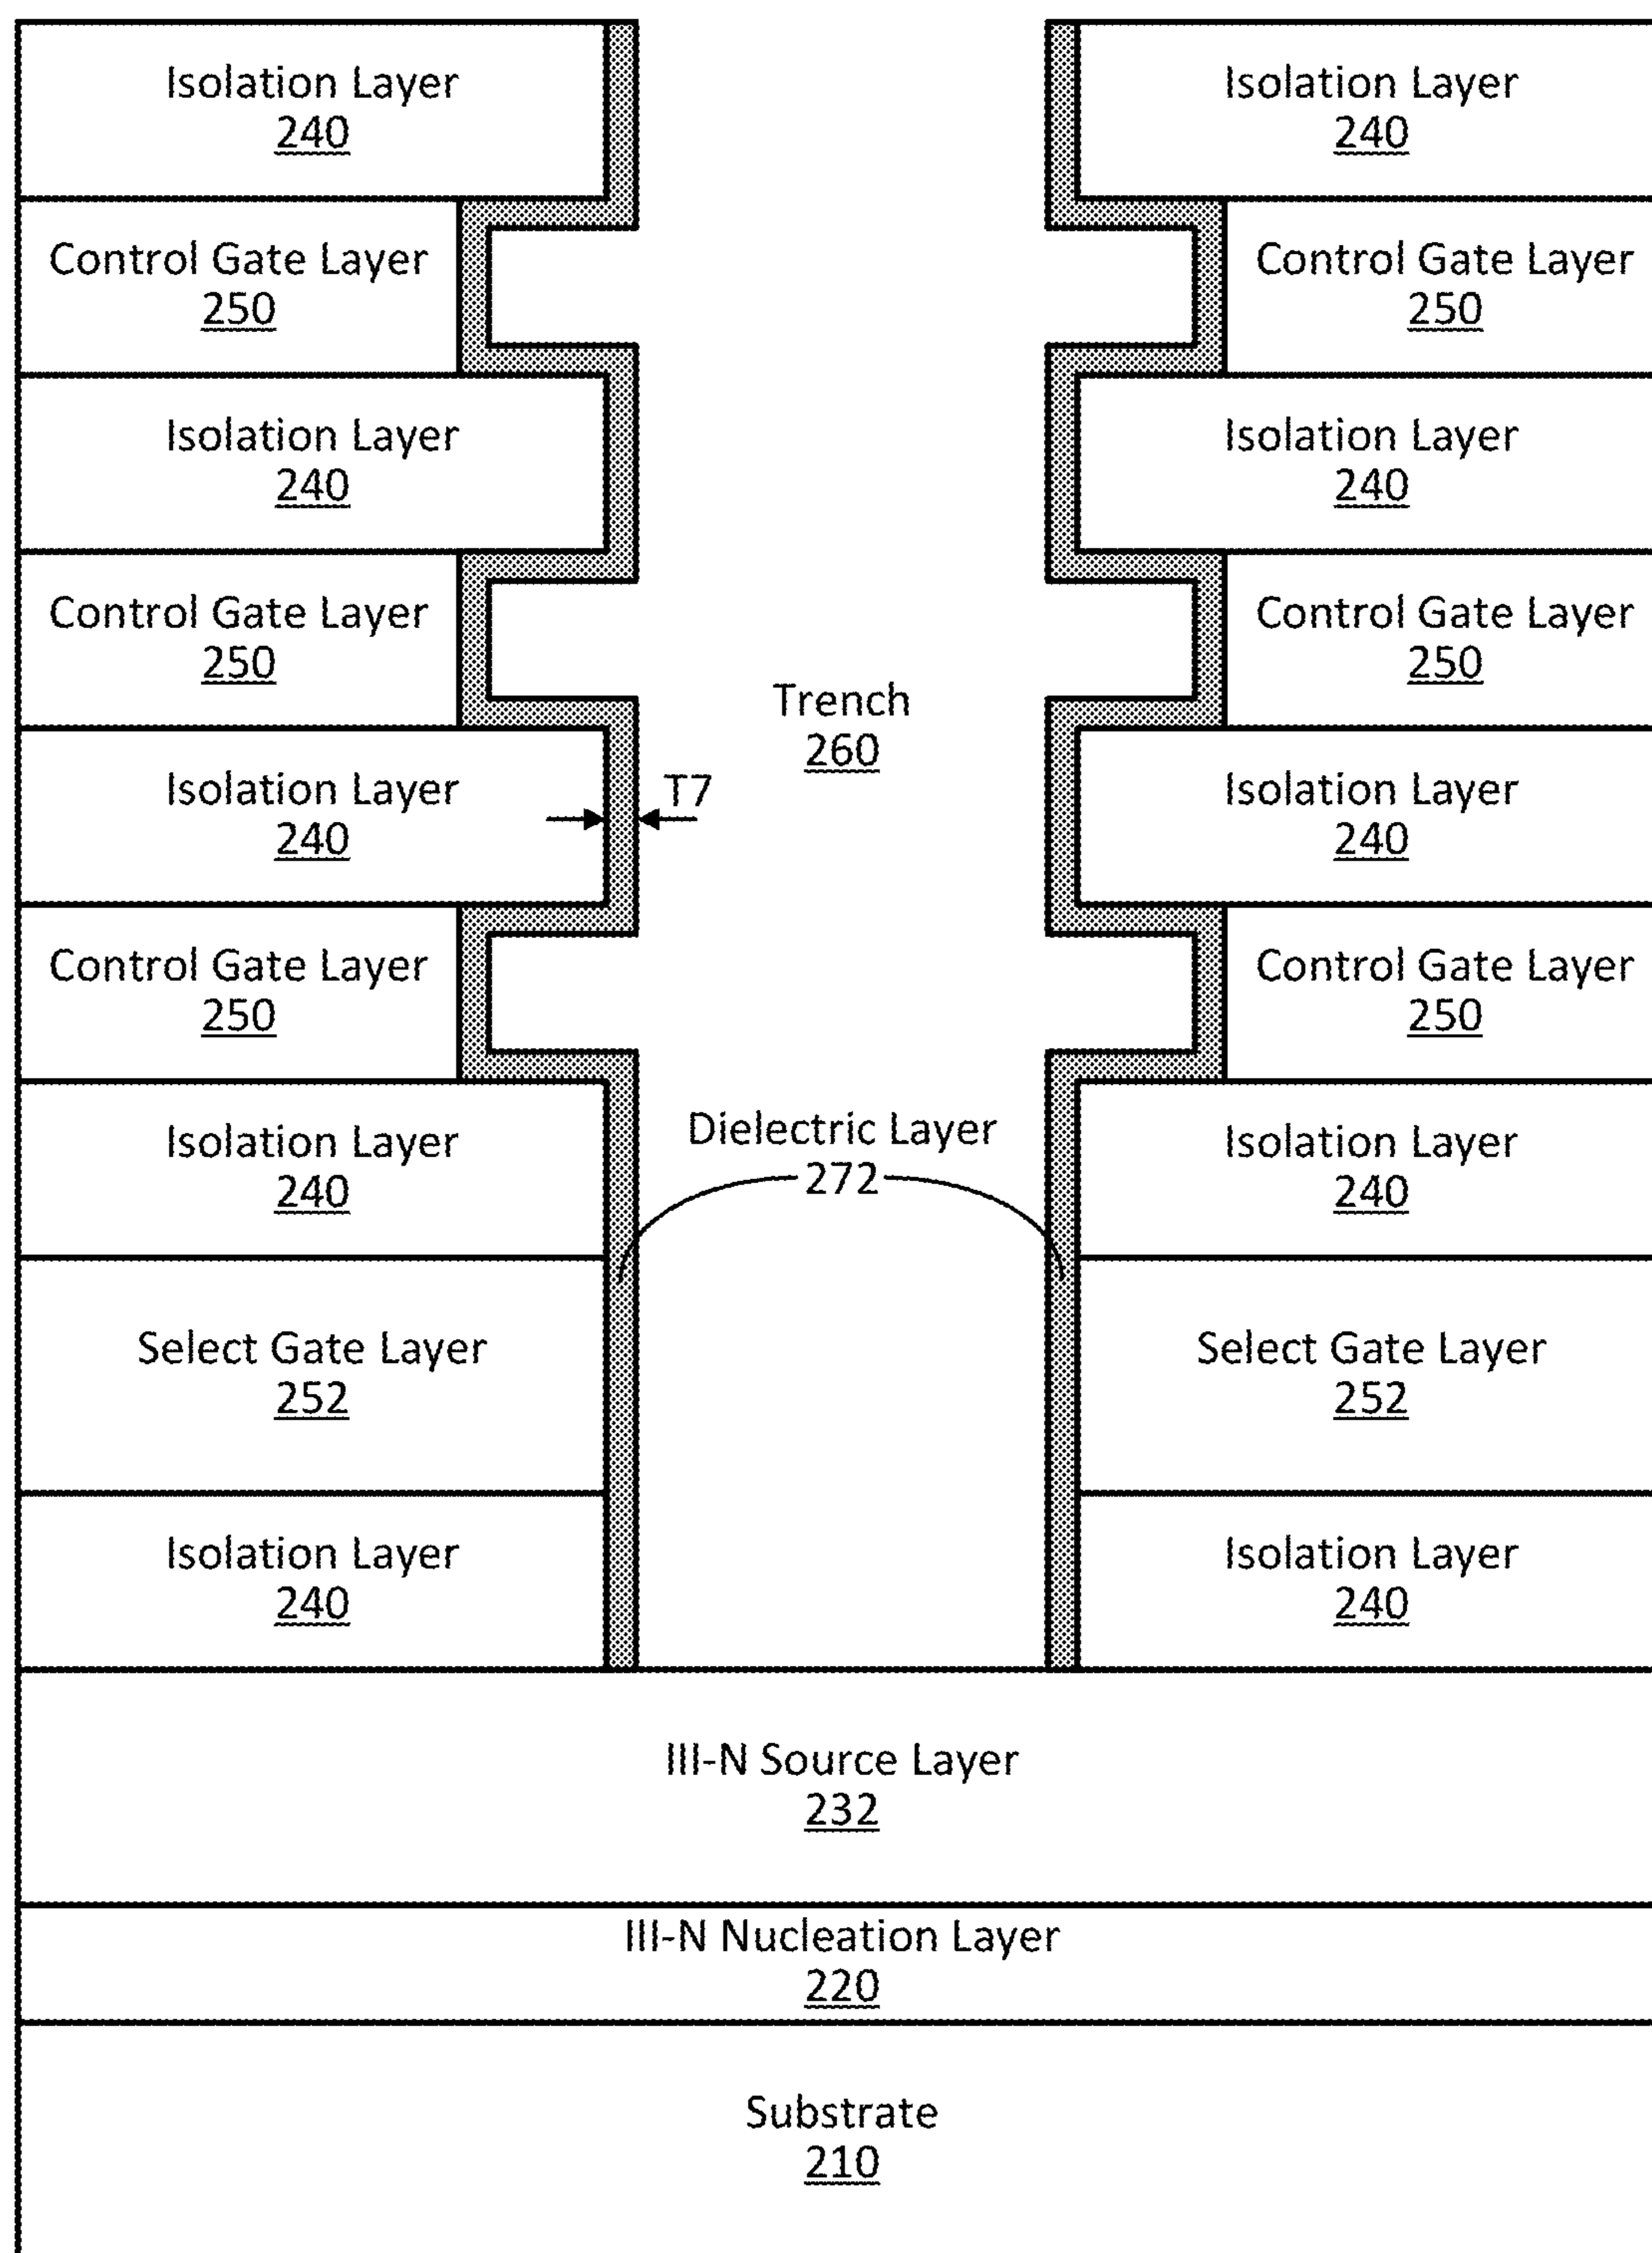 Isolation Layer
240
Isolation Layer
240
Control Gate Layer
250
Control Gate Layer
250
Isolation Layer
240
Isolation Layer
240
Control Gate Layer
250
Control Gate Layer
250
Trench
260
Isolation Layer
240
T7
Isolation Layer
240
Control Gate Layer
250
Control Gate Layer
250
Isolation Layer
240
Dielectric Layer
272
Isolation Layer
240
Select Gate Layer
252
Select Gate Layer
252
Isolation Layer
240
Isolation Layer
240
III-N Source Layer
232
III-N Nucleation Layer
220
Substrate
210